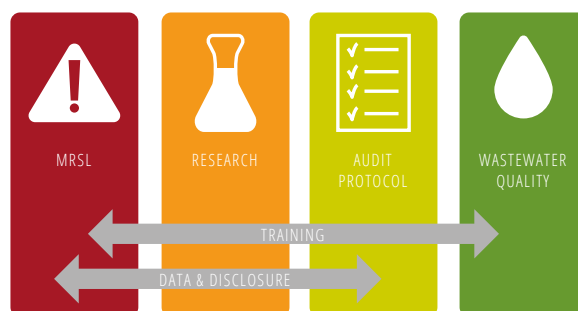 MRSL
RESEARCH
AUDIT
PROTOCOL
WASTEWATER
QUALITY
TRAINING
DATA & DISCLOSURE